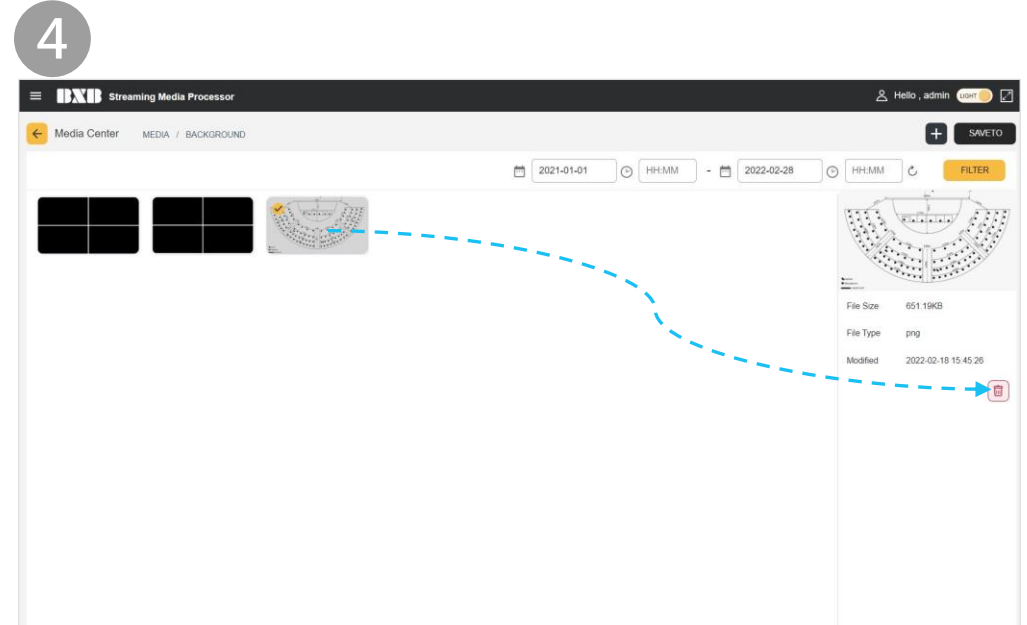 4
BXB Streaming Media Processor
Hello , admin LIGHT
Media Center MEDIA / BACKGROUND
+ SAVETO
2021-01-01 HH:MM - 2022-02-28 HH:MM FILTER
File Size 651.19KB
File Type png
Modified 2022-02-18 15:45:26